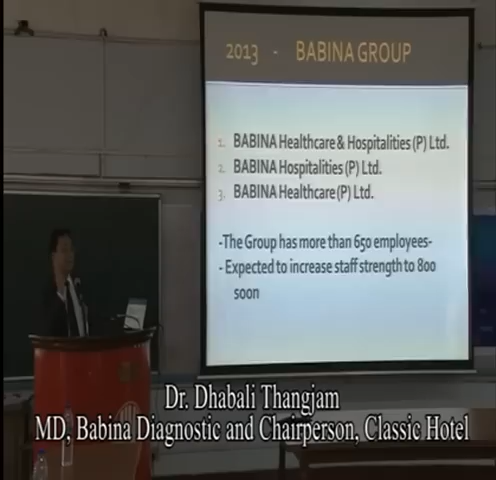 2013 - BABINA GROUP
1. BABINA Healthcare & Hospitalities (P) Ltd.
2. BABINA Hospitalities (P) Ltd.
3. BABINA Healthcare (P) Ltd.
-The Group has more than 650 employees-
- Expected to increase staff strength to 800
soon
Dr. Dhabali Thangjam
MD, Babina Diagnostic and Chairperson, Classic Hotel